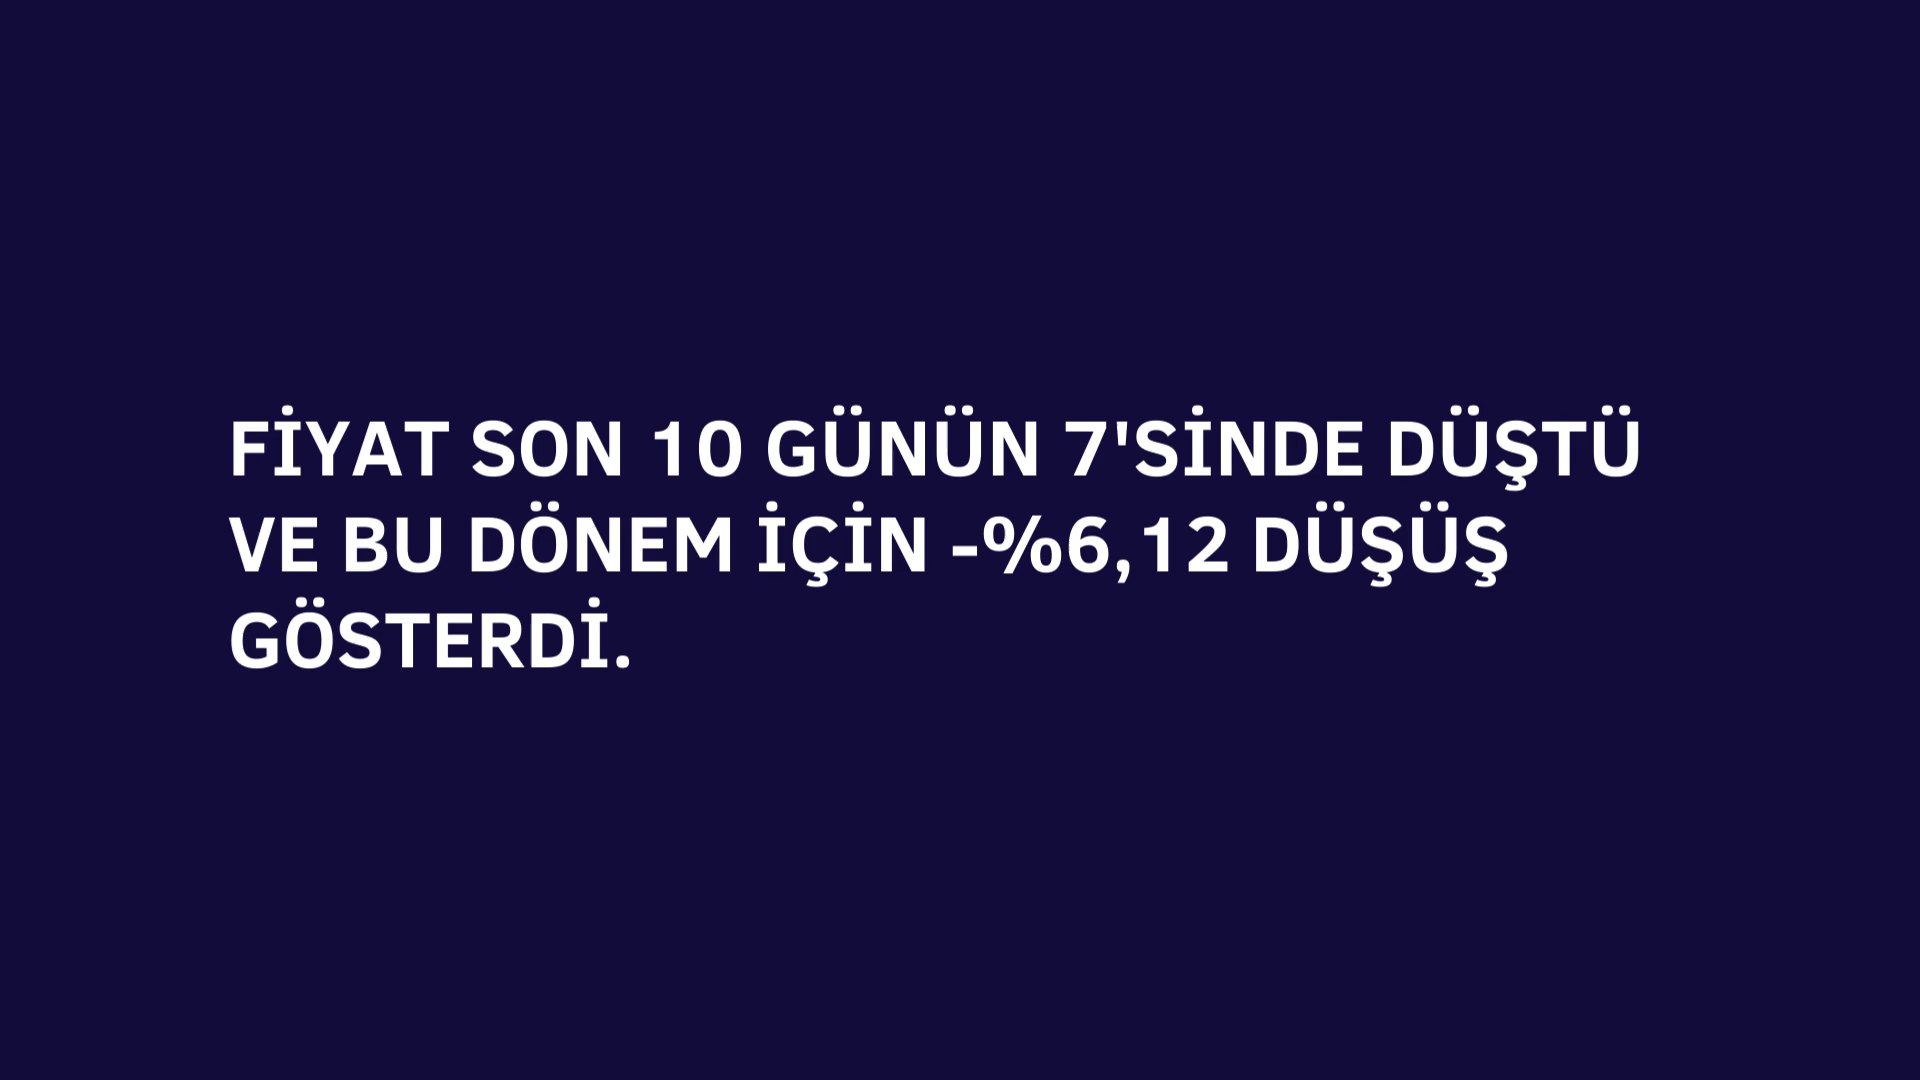 FİYAT SON 10 GÜNÜN 7'SİNDE DÜŞTÜ
VE BU DÖNEM İÇİN -%6,12 DÜŞÜŞ
GÖSTERDİ.